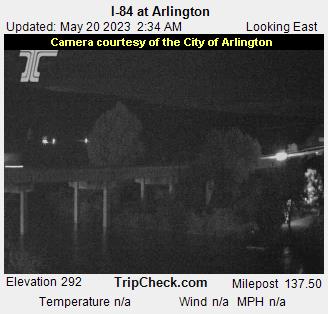 I-84 at Arlington
Updated: May 20 2023 2:34 AM Looking East
Camera courtesy of the City of Arlington
Elevation 292 TripCheck.com Milepost 137.50
Temperature n/a Wind n/a MPH n/a